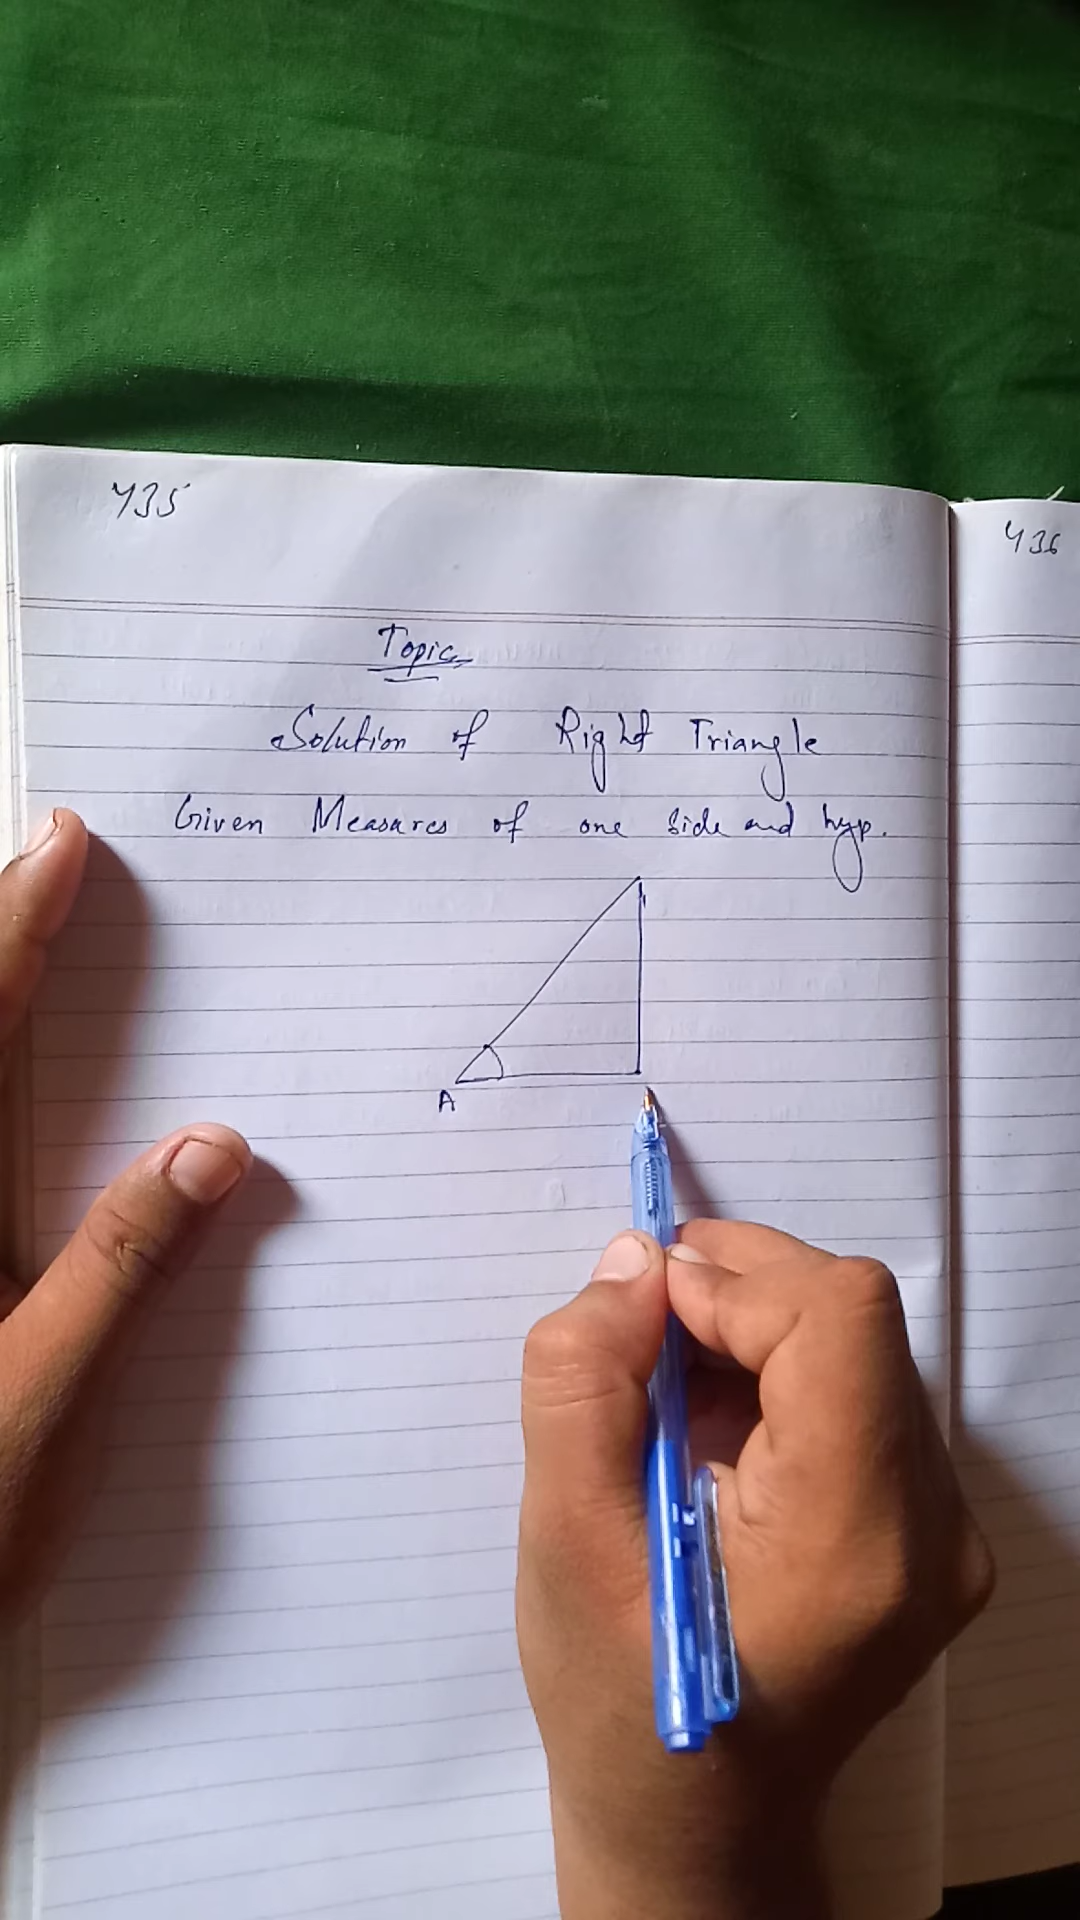 435
436
Topic
Solution of Right Triangle
Given Measures of one side and hyp.
A